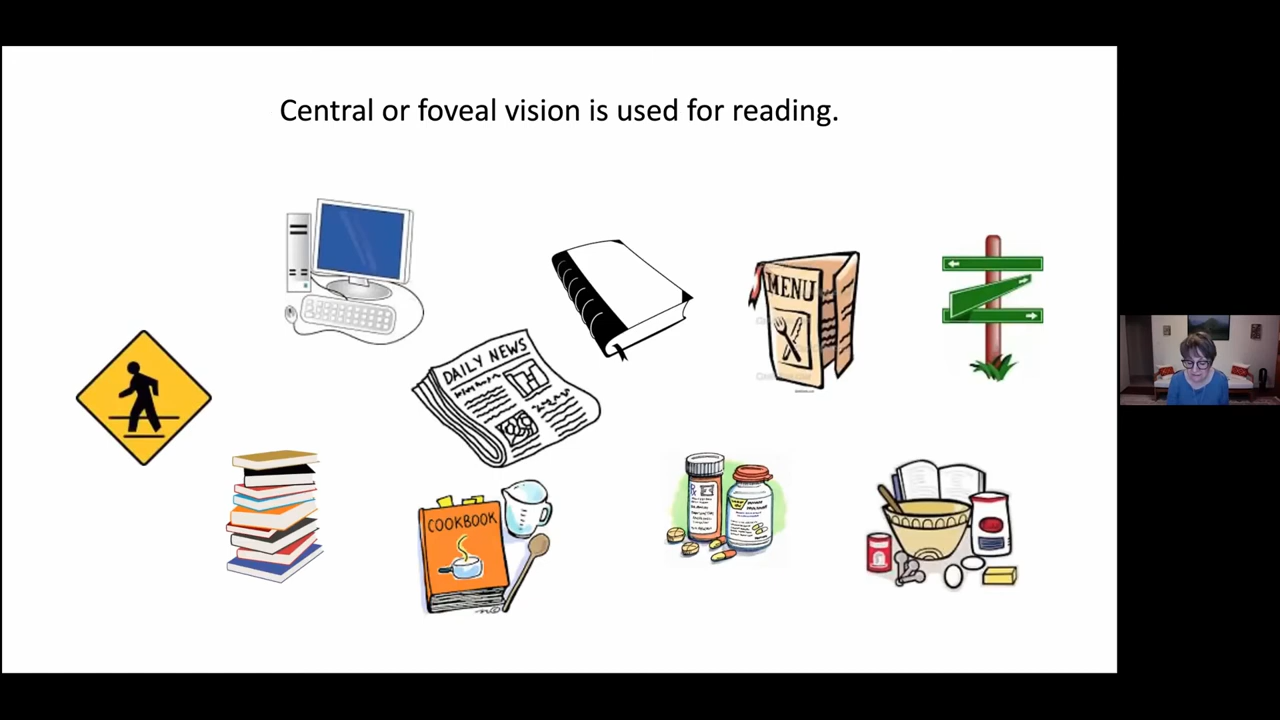 Central or foveal vision is used for reading.
MENU
DAILY NEWS
COOKBOOK